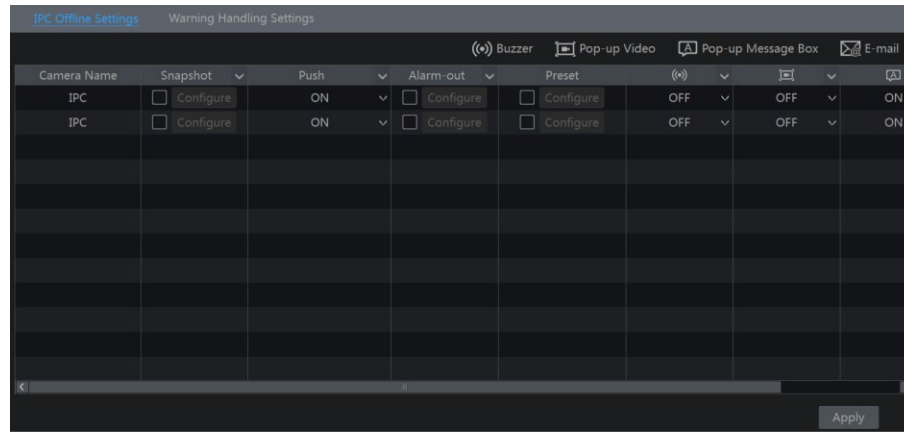 IPC Offline Settings Warning Handling Settings
Buzzer Pop-up Video A Pop-up Message Box E-mail
Camera Name Snapshot Push Alarm-out Preset A
IPC Configure ON Configure Configure OFF OFF ON
IPC Configure ON Configure Configure OFF OFF ON
Apply